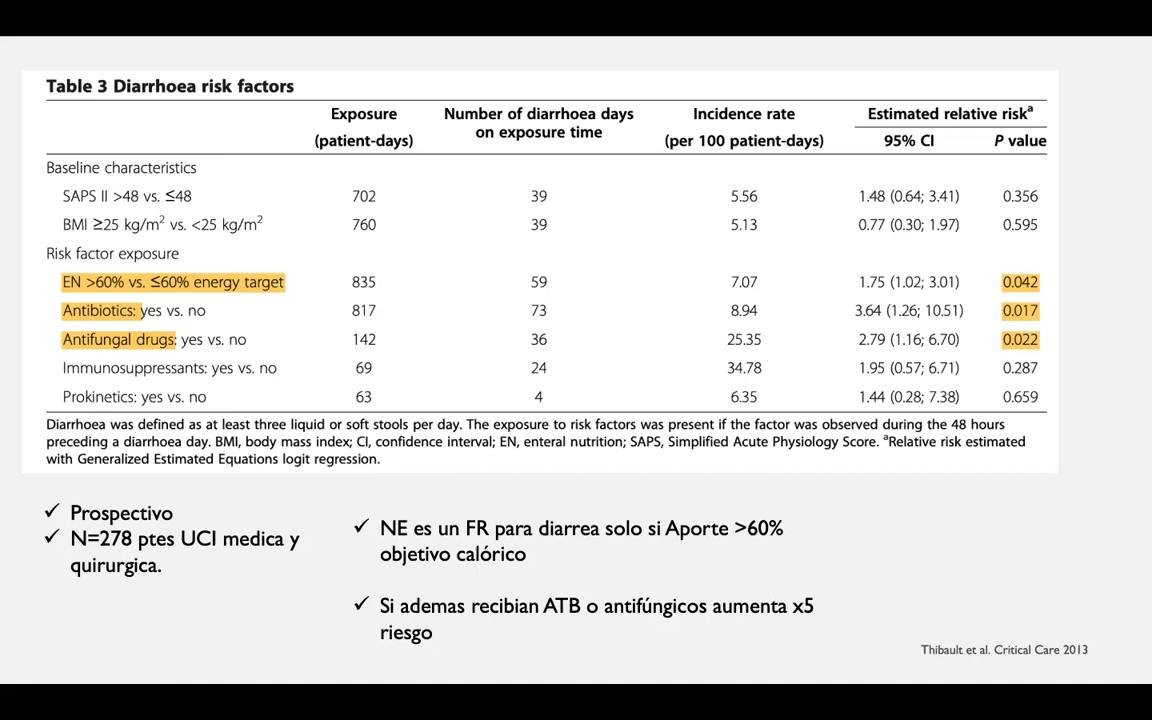 Table 3 Diarrhoea risk factors
Exposure Number of diarrhoea days Incidence rate Estimated relative riskᵃ
(patient-days) on exposure time (per 100 patient-days) 95% CI P value
Baseline characteristics
SAPS II >48 vs. ≤48 702 39 5.56 1.48 (0.64; 3.41) 0.356
BMI ≥25 kg/m² vs. <25 kg/m² 760 39 5.13 0.77 (0.30; 1.97) 0.595
Risk factor exposure
EN >60% vs. ≤60% energy target 835 59 7.07 1.75 (1.02; 3.01) 0.042
Antibiotics: yes vs. no 817 73 8.94 3.64 (1.26; 10.51) 0.017
Antifungal drugs: yes vs. no 142 36 25.35 2.79 (1.16; 6.70) 0.022
Immunosuppressants: yes vs. no 69 24 34.78 1.95 (0.57; 6.71) 0.287
Prokinetics: yes vs. no 63 4 6.35 1.44 (0.28; 7.38) 0.659
Diarrhoea was defined as at least three liquid or soft stools per day. The exposure to risk factors was present if the factor was observed during the 48 hours
preceding a diarrhoea day. BMI, body mass index; CI, confidence interval; EN, enteral nutrition; SAPS, Simplified Acute Physiology Score. ᵃRelative risk estimated
with Generalized Estimated Equations logit regression.
✓ Prospectivo
✓ N=278 ptes UCI medica y
quirurgica.
✓ NE es un FR para diarrea solo si Aporte >60%
objetivo calórico
✓ Si ademas recibian ATB o antifúngicos aumenta x5
riesgo
Thibault et al. Critical Care 2013